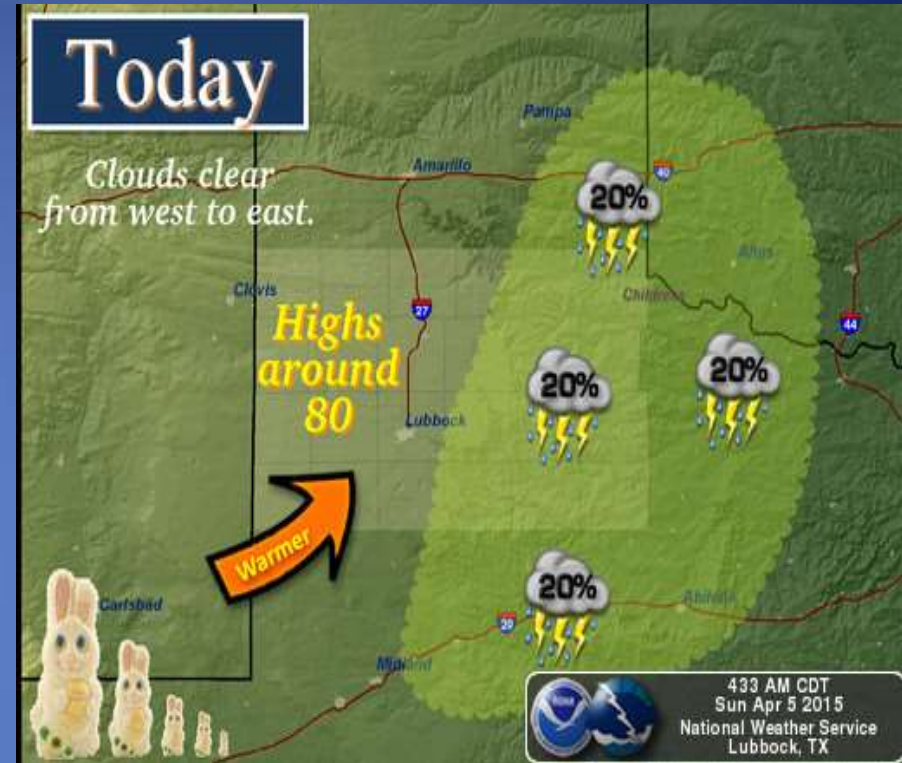 Today
Clouds clear
from west to east.
Pampa
Amarillo
40
20%
Altus
Clovis
Childress
27
44
Highs
around
80
20%
20%
Lubbock
Warmer
20%
Carlsbad
Abilene
20
Midland
433 AM CDT
Sun Apr 5 2015
National Weather Service
Lubbock, TX